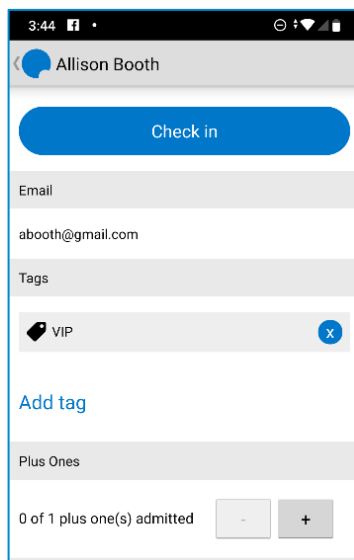 3:44
Allison Booth
Check in
Email
abooth@gmail.com
Tags
VIP x
Add tag
Plus Ones
0 of 1 plus one(s) admitted - +